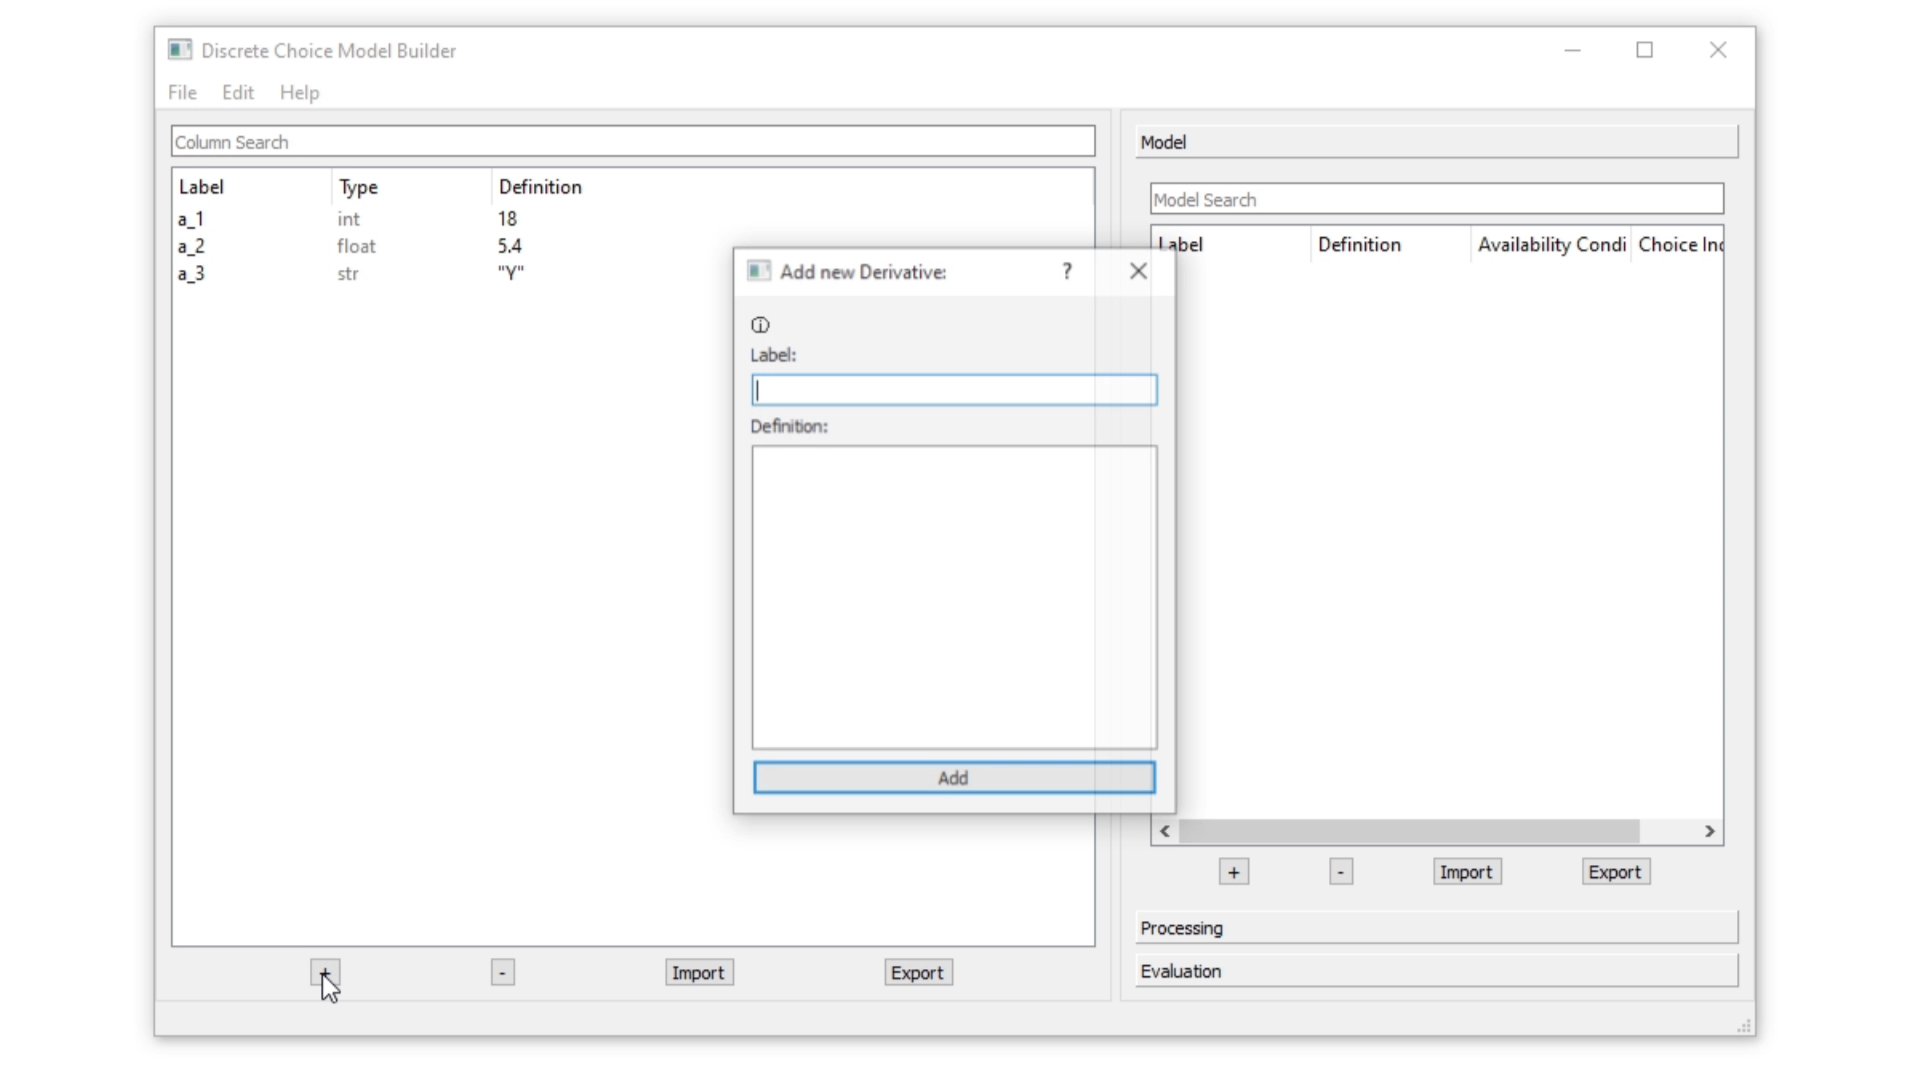 Discrete Choice Model Builder
File Edit Help
Column Search
Label Type Definition
a_1 int 18
a_2 float 5.4
a_3 str "Y"
+ - Import Export
Model
Model Search
Label Definition Availability Condi Choice Inc
+ - Import Export
Processing
Evaluation
Add new Derivative: ?
Label:
Definition:
Add